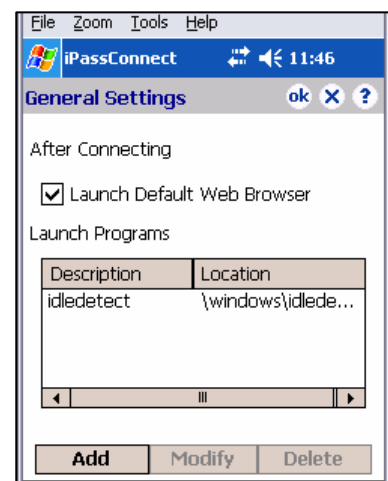 File Zoom Tools Help
iPassConnect 11:46
General Settings ok X ?
After Connecting
Launch Default Web Browser
Launch Programs
Description Location
idledetect \windows\idlede...
Add Modify Delete